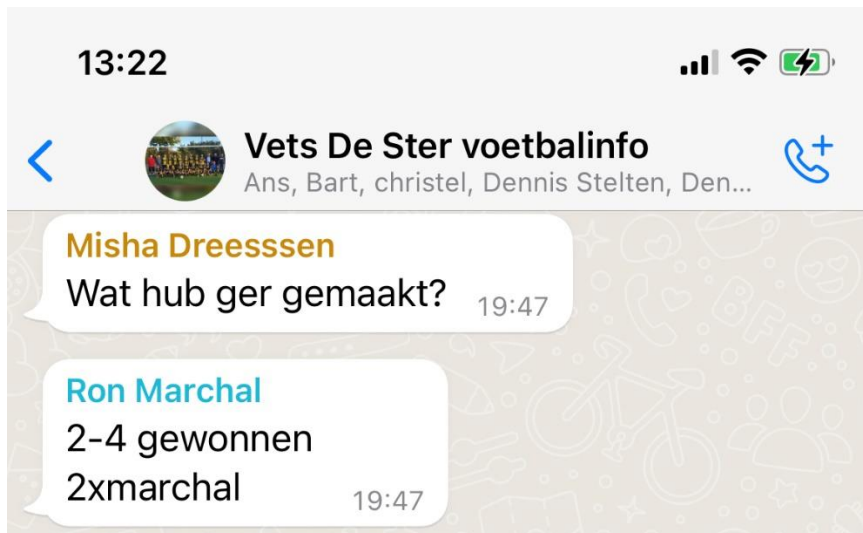 13:22
Vets De Ster voetbalinfo
Ans, Bart, christel, Dennis Stelten, Den...
Misha Dreesssen
Wat hub ger gemaakt? 19:47
Ron Marchal
2-4 gewonnen
2xmarchal 19:47